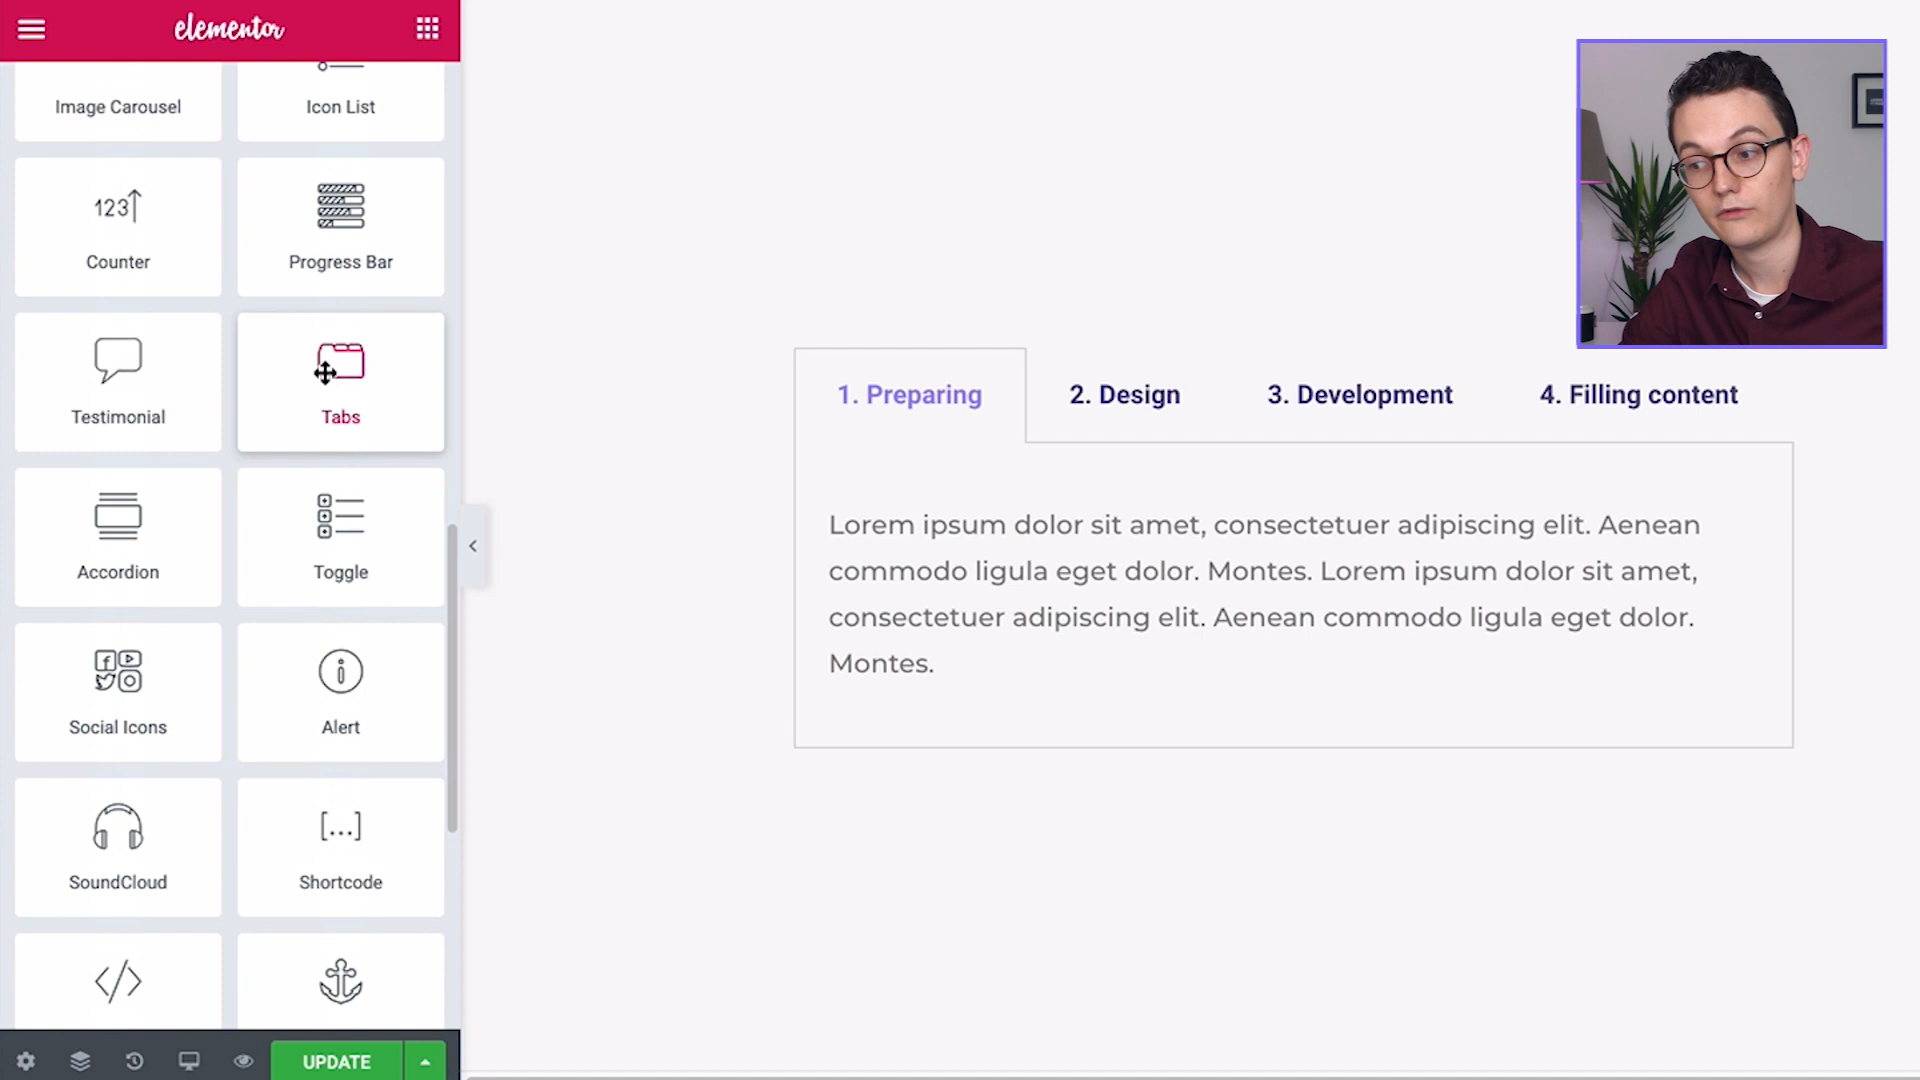 elementor
Image Carousel
Icon List
123
Counter
Progress Bar
Testimonial
Tabs
Accordion
Toggle
Social Icons
Alert
SoundCloud
[...]
Shortcode
UPDATE
1. Preparing
2. Design
3. Development
4. Filling content
Lorem ipsum dolor sit amet, consectetuer adipiscing elit. Aenean
commodo ligula eget dolor. Montes. Lorem ipsum dolor sit amet,
consectetuer adipiscing elit. Aenean commodo ligula eget dolor.
Montes.